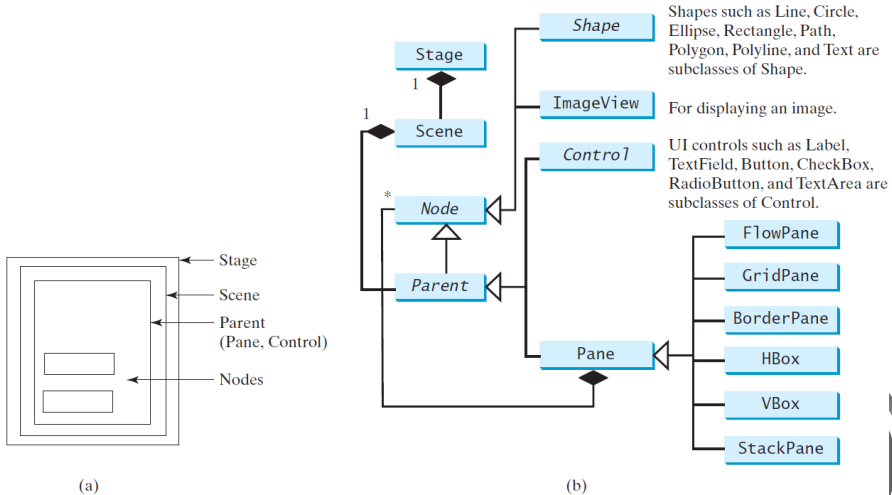 Stage
Scene
Parent
(Pane, Control)
Nodes
(a)
Stage
1
1
Scene
*
Node
Parent
Shape
Shapes such as Line, Circle,
Ellipse, Rectangle, Path,
Polygon, Polyline, and Text are
subclasses of Shape.
ImageView
For displaying an image.
Control
UI controls such as Label,
TextField, Button, CheckBox,
RadioButton, and TextArea are
subclasses of Control.
Pane
FlowPane
GridPane
BorderPane
HBox
VBox
StackPane
(b)